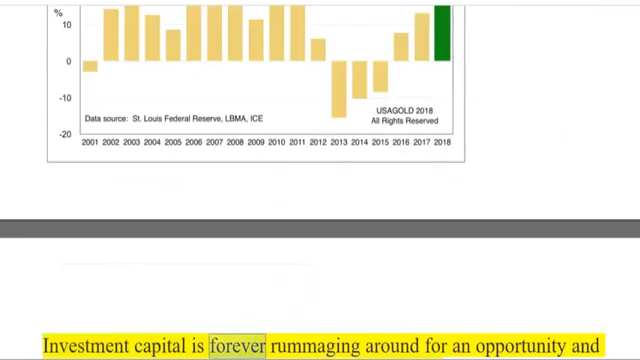 %
10
0
-10
-20
USAGOLD 2018
Data source: St. Louis Federal Reserve, LBMA, ICE
All Rights Reserved
2001 2002 2003 2004 2005 2006 2007 2008 2009 2010 2011 2012 2013 2014 2015 2016 2017 2018
Investment capital is forever rummaging around for an opportunity and